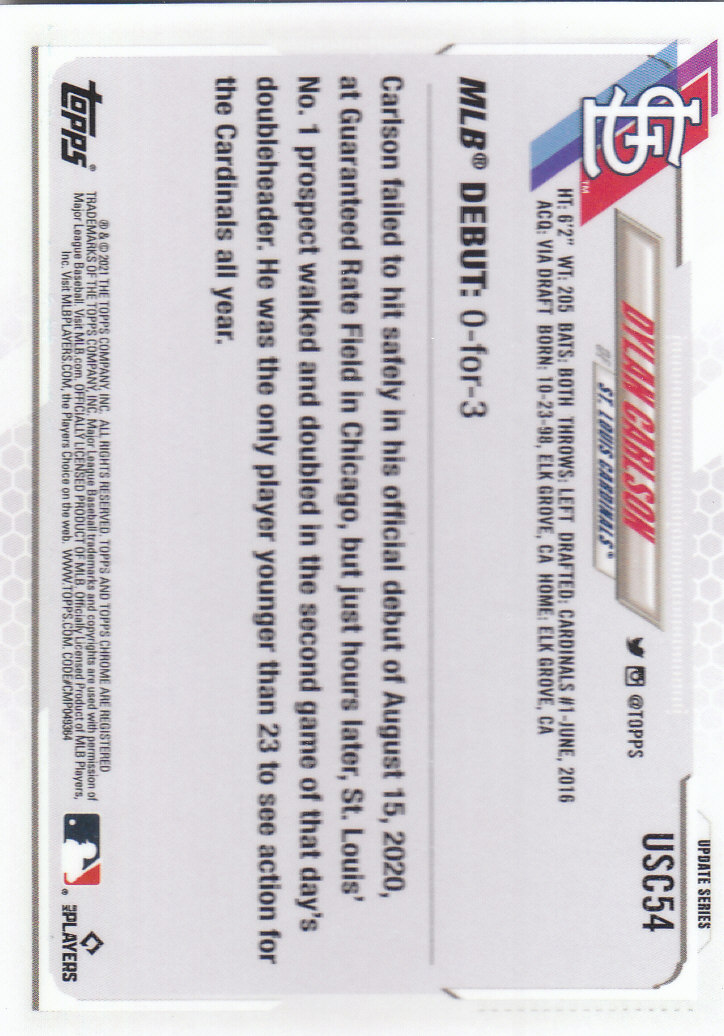 UPDATE SERIES
USC54
DYLAN CARLSON
ST. LOUIS CARDINALS®
@TOPPS
STL™
HT: 6'2" WT: 205 BATS: BOTH THROWS: LEFT DRAFTED: CARDINALS #1-JUNE, 2016
ACQ: VIA DRAFT BORN: 10-23-98, ELK GROVE, CA HOME: ELK GROVE, CA
MLB® DEBUT: 0-for-3
Carlson failed to hit safely in his official debut of August 15, 2020,
at Guaranteed Rate Field in Chicago, but just hours later, St. Louis'
No. 1 prospect walked and doubled in the second game of that day's
doubleheader. He was the only player younger than 23 to see action for
the Cardinals all year.
topps®
® & © 2021 THE TOPPS COMPANY, INC. ALL RIGHTS RESERVED. TOPPS AND TOPPS CHROME ARE REGISTERED
TRADEMARKS OF THE TOPPS COMPANY, INC. Major League Baseball trademarks and copyrights are used with permission of
Major League Baseball. Visit MLB.com. OFFICIALLY LICENSED PRODUCT OF MLB. Officially Licensed Product of MLB Players,
Inc. Visit MLBPLAYERS.COM, the Players Choice on the web. WWW.TOPPS.COM. CODE#CMP049384
®
MLB PLAYERS